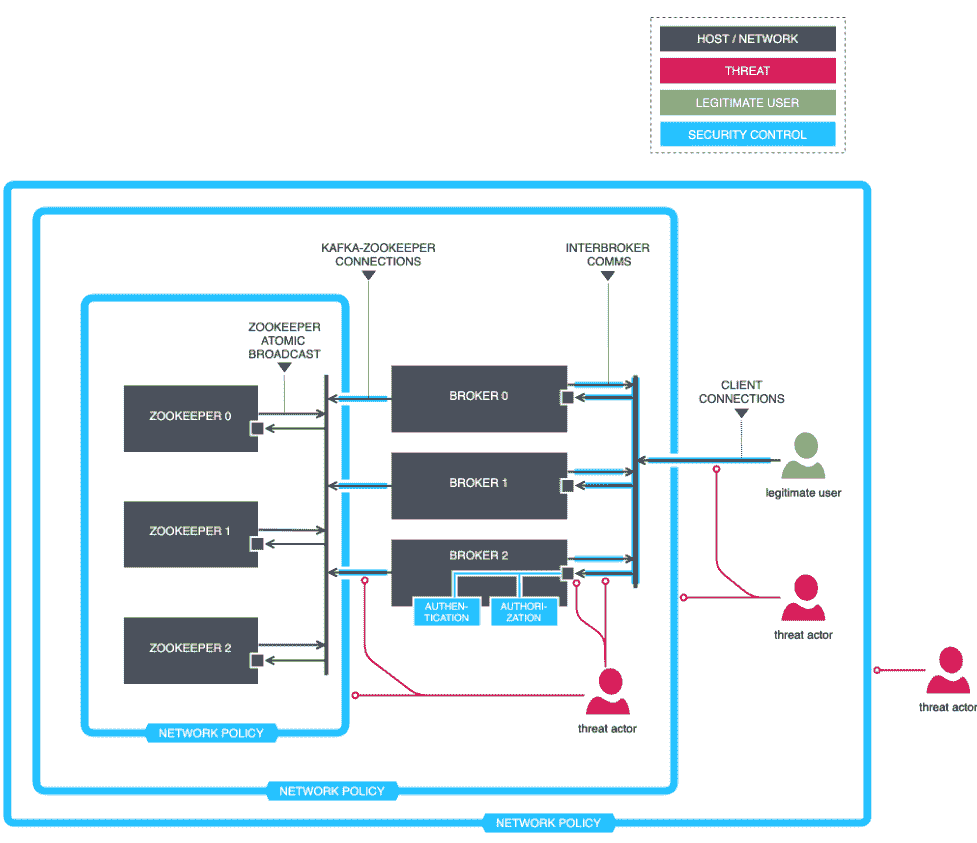 HOST / NETWORK
THREAT
LEGITIMATE USER
SECURITY CONTROL
KAFKA-ZOOKEEPER
CONNECTIONS
INTERBROKER
COMMS
ZOOKEEPER
ATOMIC
BROADCAST
CLIENT
CONNECTIONS
ZOOKEEPER 0
BROKER 0
legitimate user
ZOOKEEPER 1
BROKER 1
BROKER 2
AUTHEN-
TICATION
AUTHORI-
ZATION
threat actor
ZOOKEEPER 2
threat actor
threat actor
NETWORK POLICY
NETWORK POLICY
NETWORK POLICY